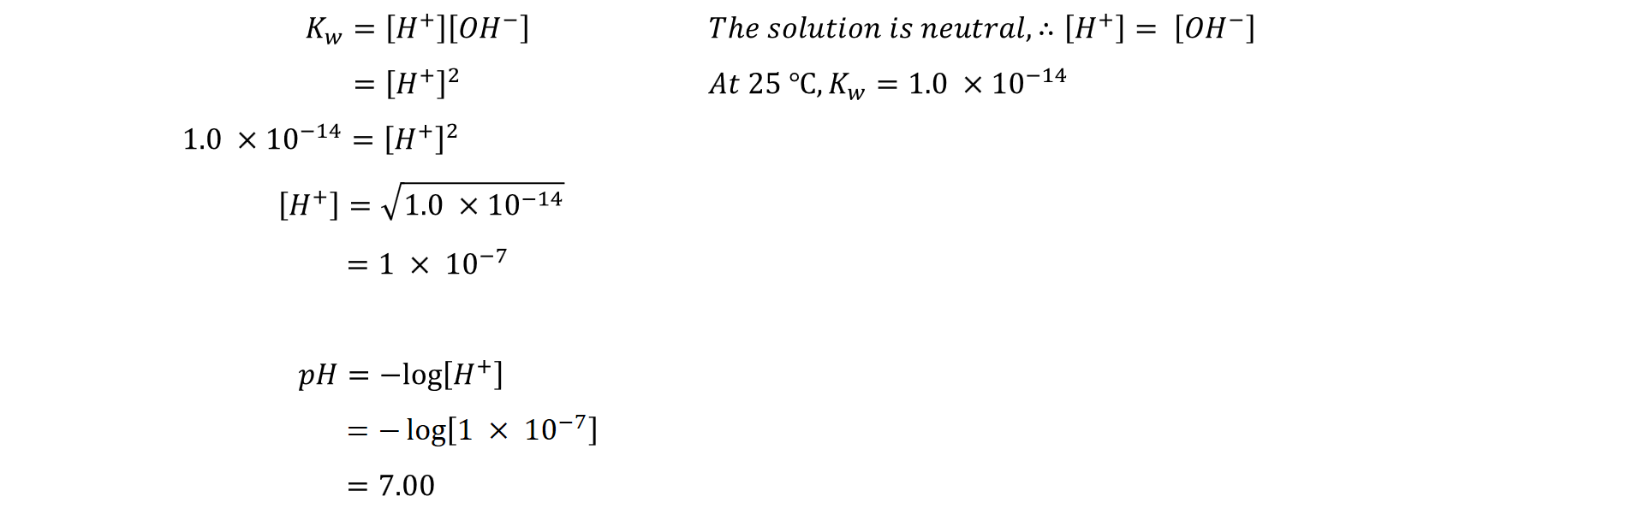 K_w = [H⁺][OH⁻] The solution is neutral, ∴ [H⁺] = [OH⁻]
= [H⁺]² At 25 °C, K_w = 1.0 × 10⁻¹⁴
1.0 × 10⁻¹⁴ = [H⁺]²
[H⁺] = √1.0 × 10⁻¹⁴
= 1 × 10⁻⁷
pH = −log[H⁺]
= − log[1 × 10⁻⁷]
= 7.00